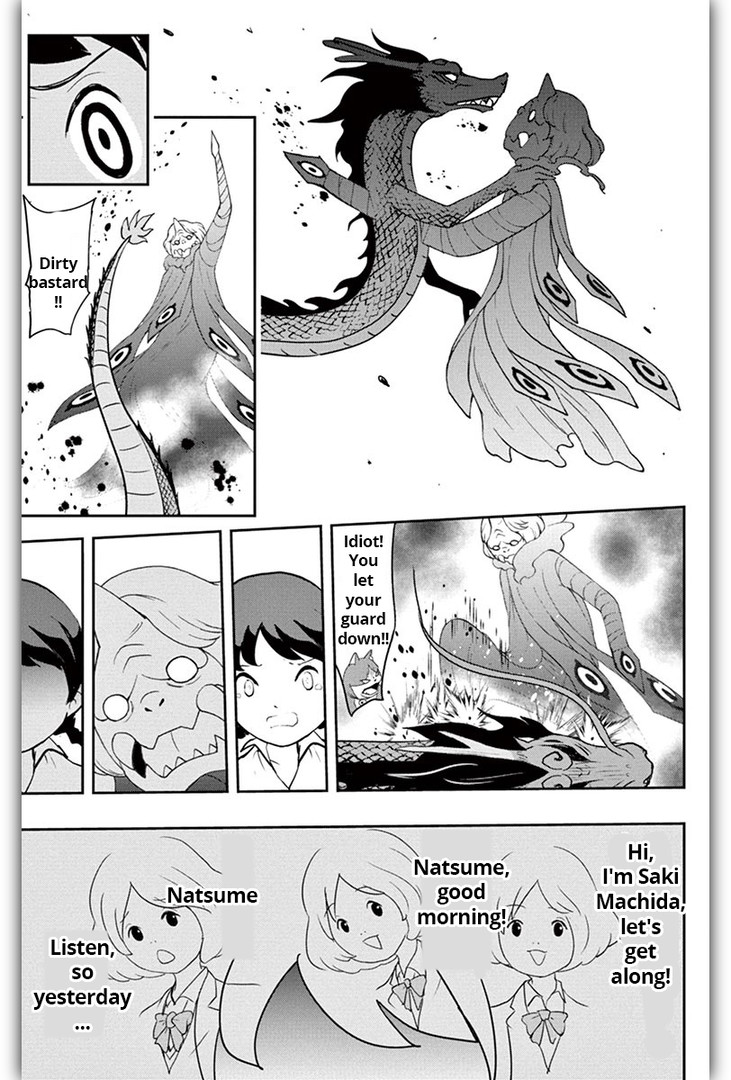 Dirty
bastard
!!
Idiot!
You
let
your
guard
down!!
Hi,
I'm Saki
Machida,
let's
get
along!
Natsume,
good
morning!
Natsume
Listen,
so
yesterday
...